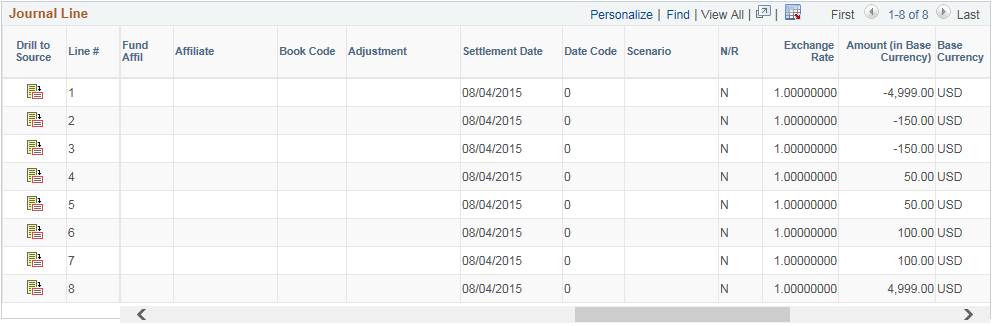 Journal Line
Personalize | Find | View All | | First 1-8 of 8 Last
Drill to Source Line # Fund Affil Affiliate Book Code Adjustment Settlement Date Date Code Scenario N/R Exchange Rate Amount (in Base Currency) Base Currency
1 08/04/2015 0 N 1.00000000 -4,999.00 USD
2 08/04/2015 0 N 1.00000000 -150.00 USD
3 08/04/2015 0 N 1.00000000 -150.00 USD
4 08/04/2015 0 N 1.00000000 50.00 USD
5 08/04/2015 0 N 1.00000000 50.00 USD
6 08/04/2015 0 N 1.00000000 100.00 USD
7 08/04/2015 0 N 1.00000000 100.00 USD
8 08/04/2015 0 N 1.00000000 4,999.00 USD